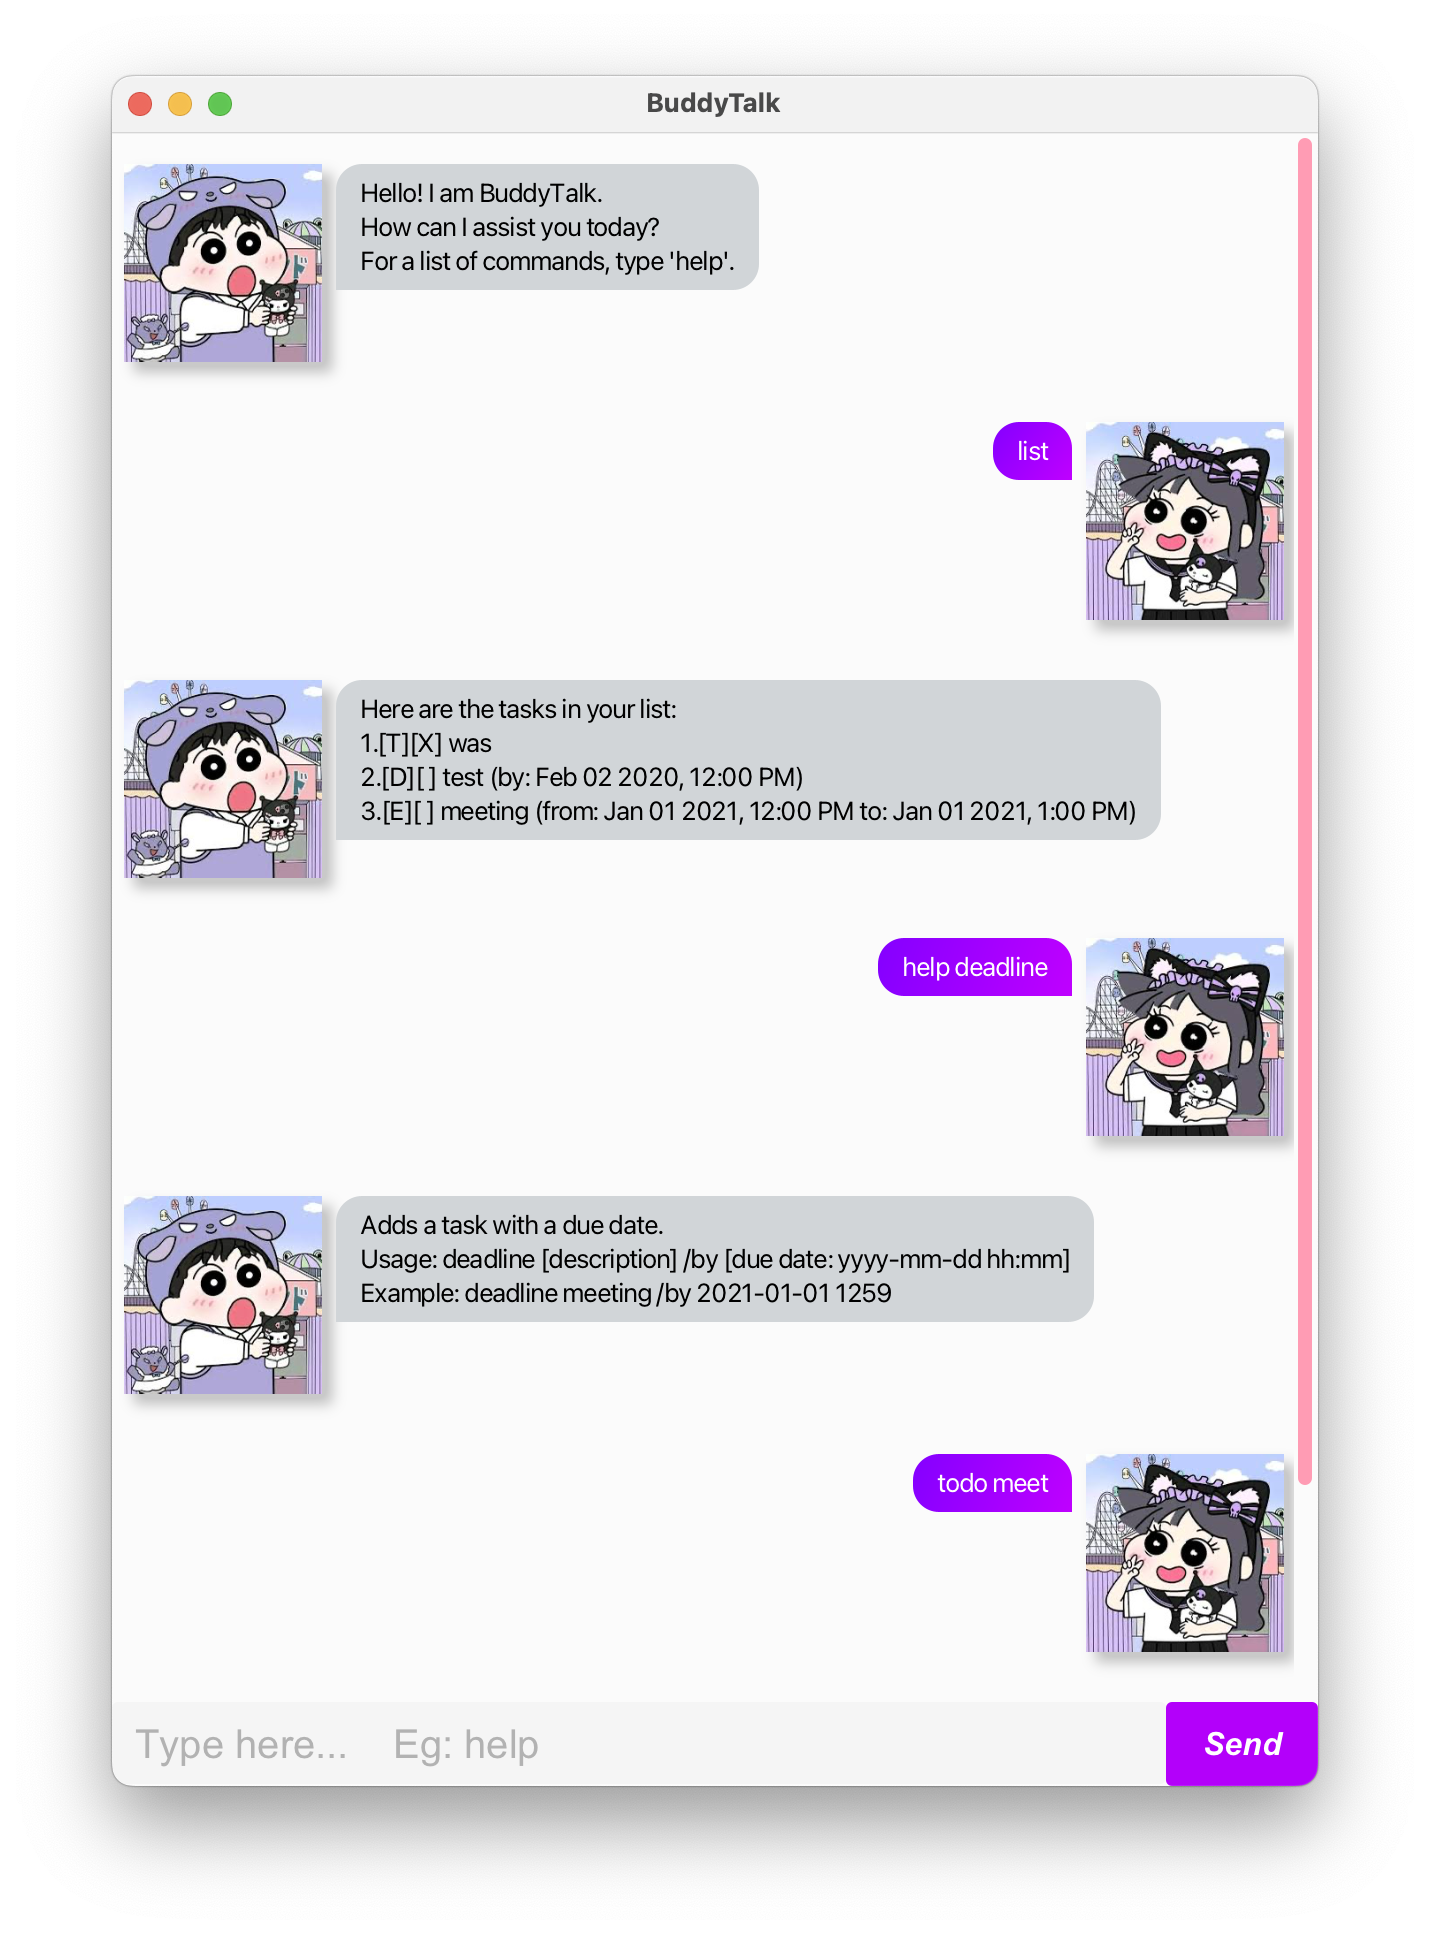 BuddyTalk
Hello! I am BuddyTalk.
How can I assist you today?
For a list of commands, type 'help'.
ド
list
Here are the tasks in your list:
1.[T][X] was
2.[D][ ] test (by: Feb 02 2020, 12:00 PM)
3.[E][ ] meeting (from: Jan 01 2021, 12:00 PM to: Jan 01 2021, 1:00 PM)
ド
help deadline
Adds a task with a due date.
Usage: deadline [description] /by [due date: yyyy-mm-dd hh:mm]
Example: deadline meeting /by 2021-01-01 1259
ド
todo meet
Type here... Eg: help
Send